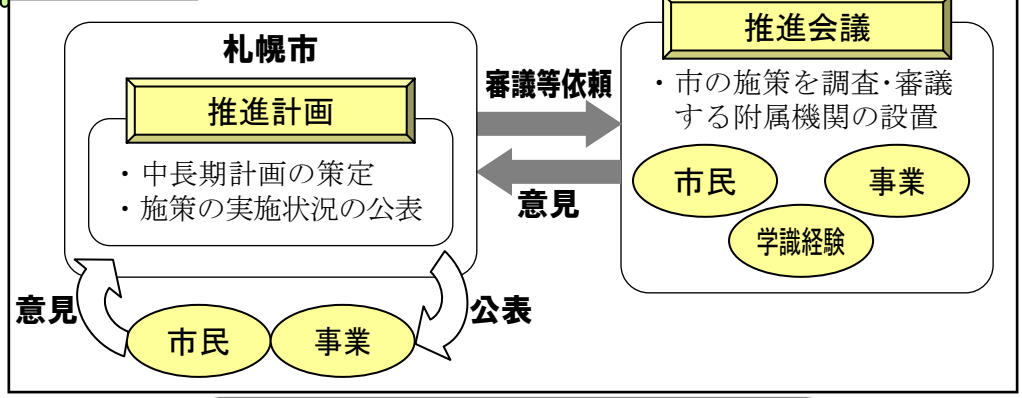 札幌市
推進計画
・中長期計画の策定
・施策の実施状況の公表
審議等依頼
意見
推進会議
・市の施策を調査・審議
する附属機関の設置
市民
事業
学識経験
意見
市民
事業
公表